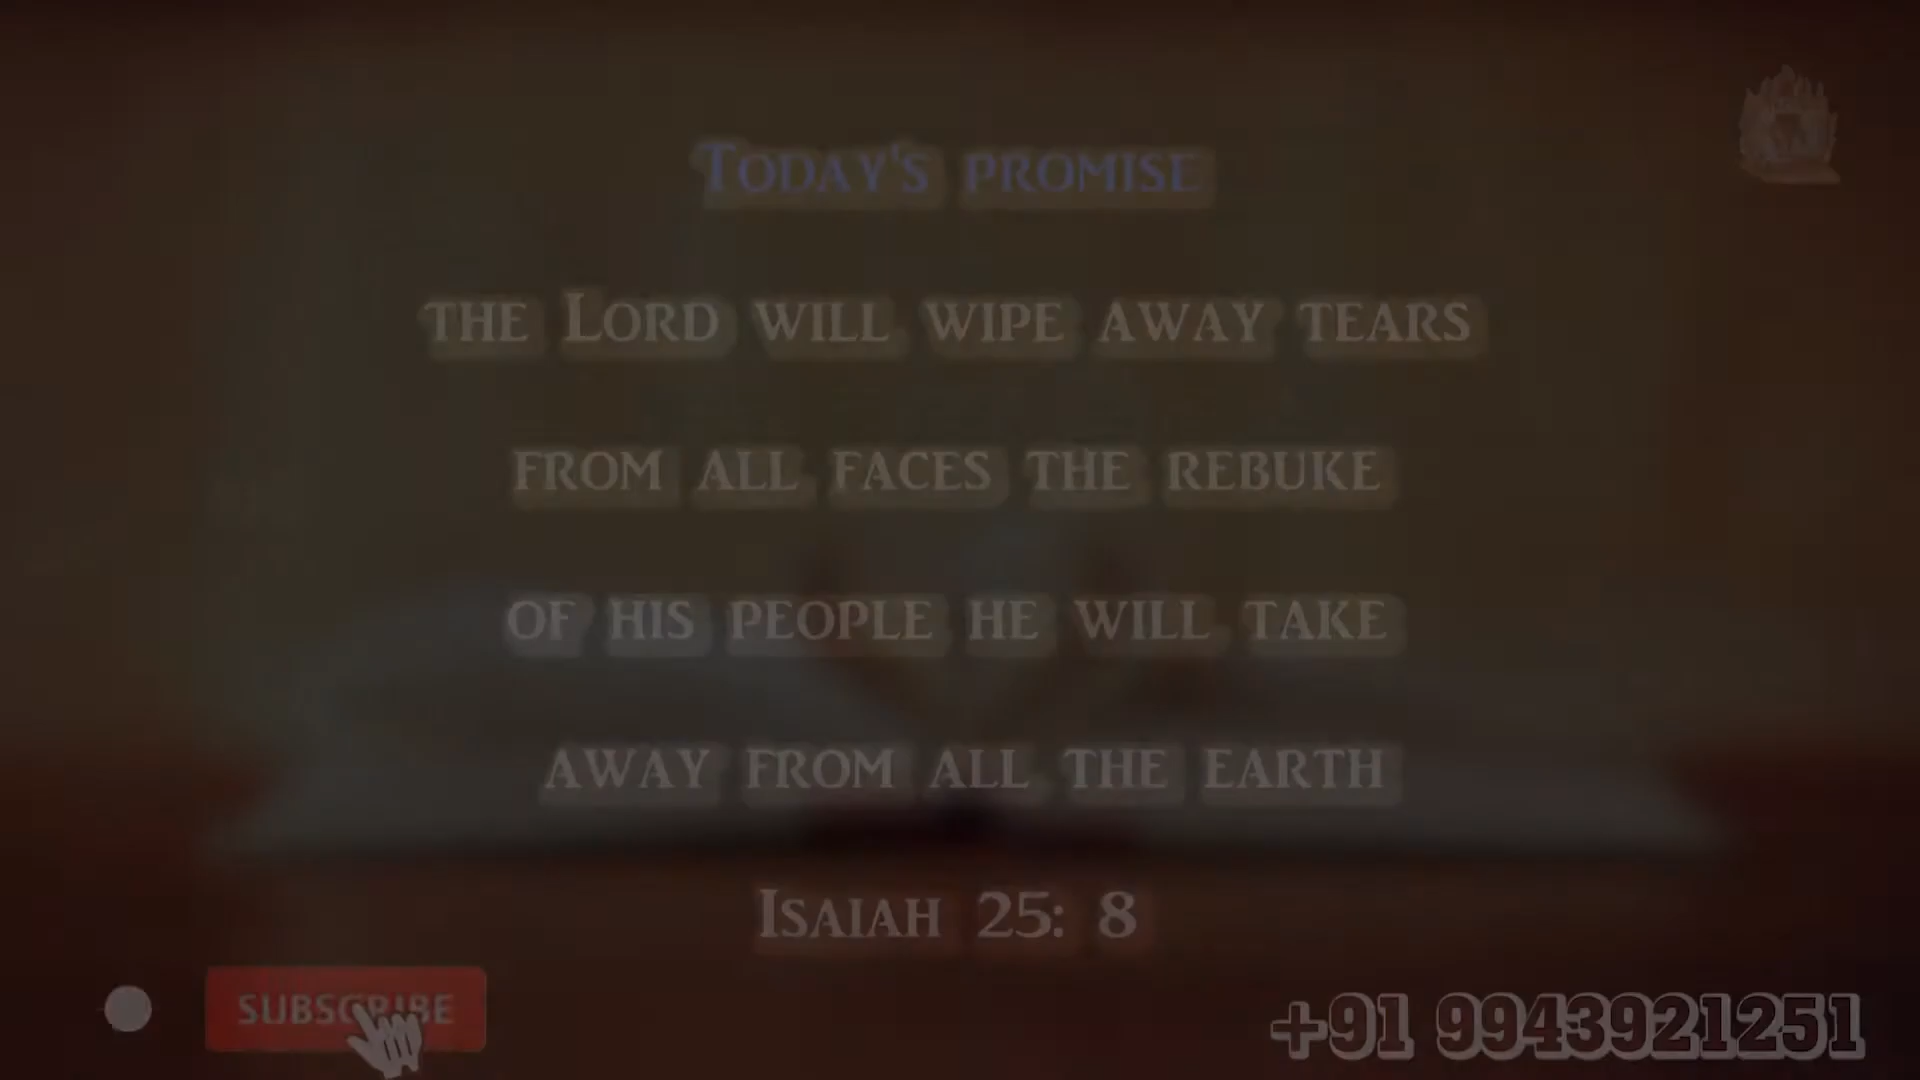 Today's promise
the Lord will wipe away tears
from all faces the rebuke
of his people he will take
away from all the earth
Isaiah 25: 8
SUBSCRIBE
+91 9943921251